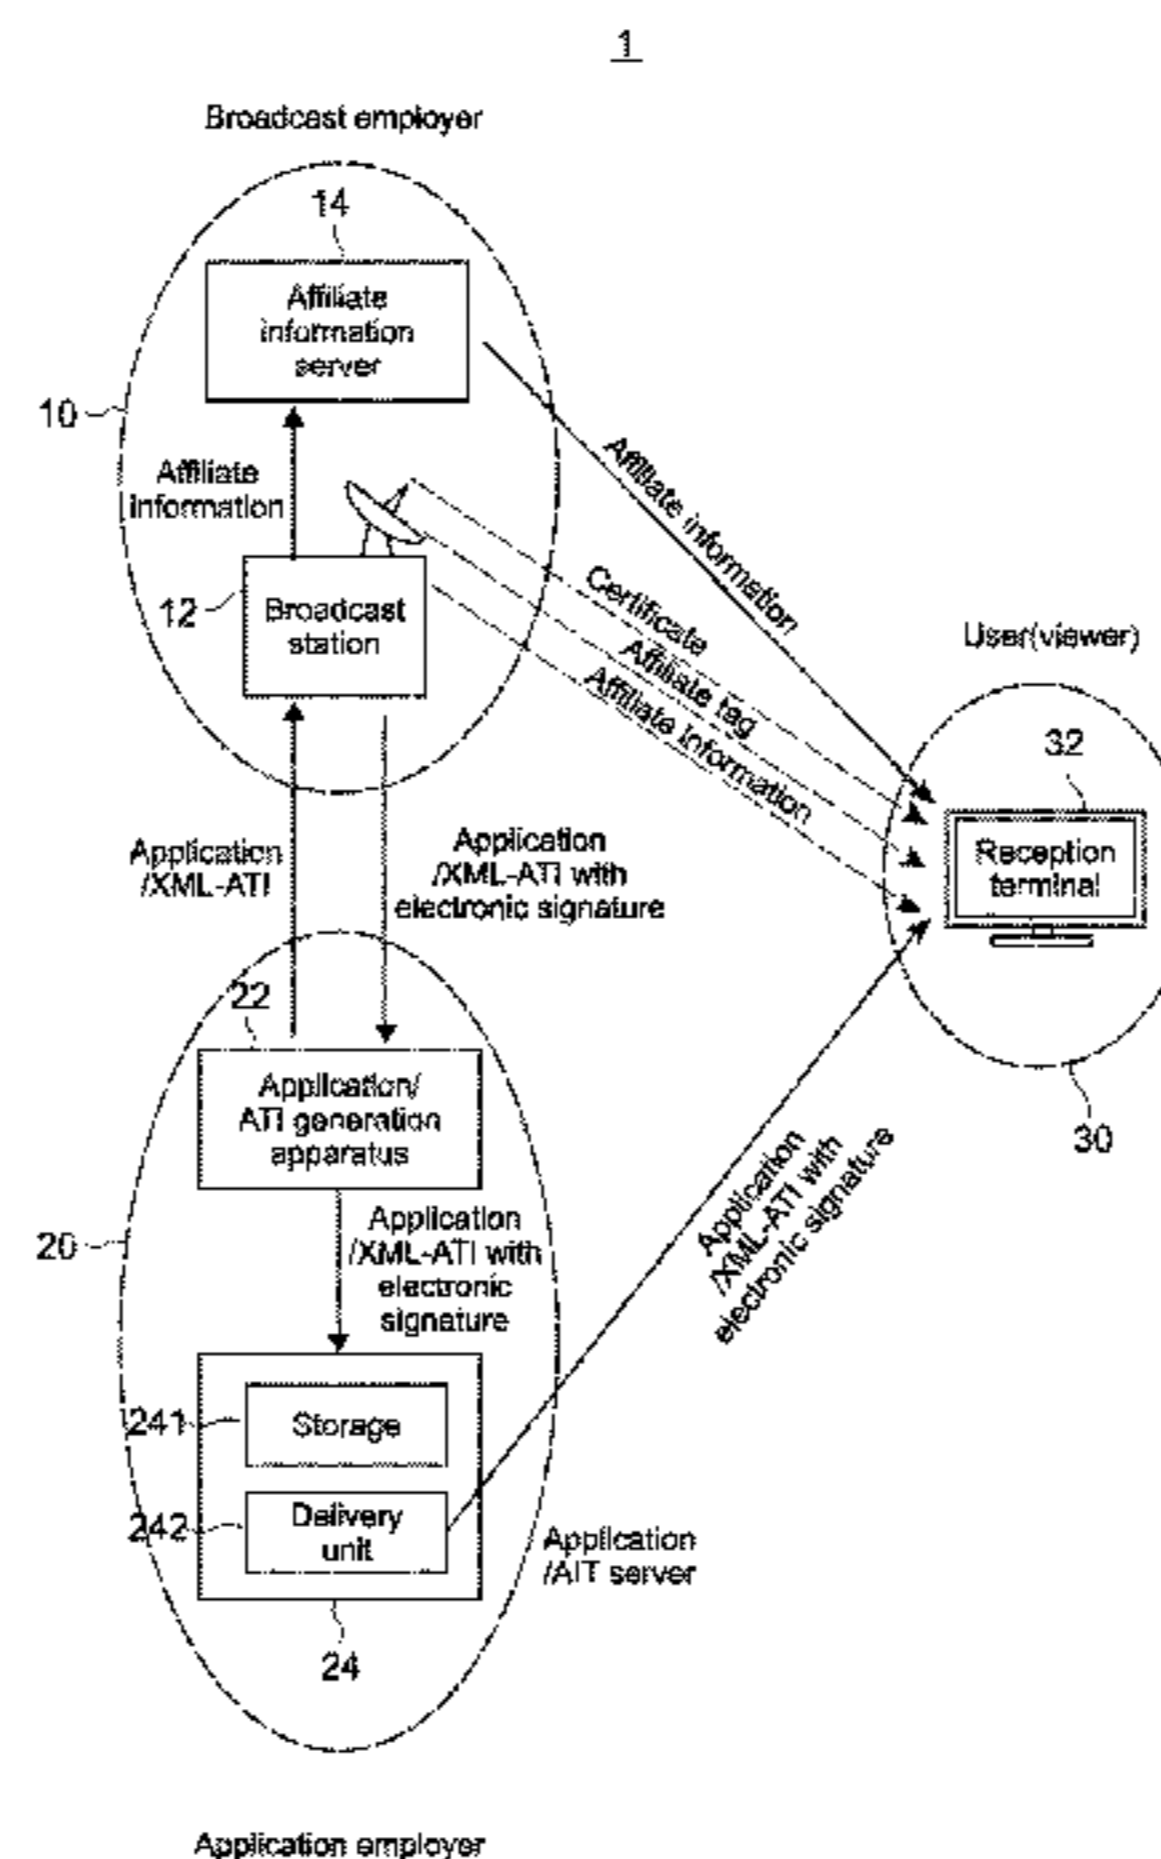 1
Broadcast employer
14
Affiliate
information
server
10
Affiliate
information
12
Broadcast
station
Affiliate information
Certificate
Affiliate tag
Affiliate information
User(viewer)
32
Reception
terminal
30
Application
/XML-ATI
Application
/XML-ATI with
electronic signature
22
Application/
ATI generation
apparatus
20
Application
/XML-ATI with
electronic
signature
Application
/XML-ATI with
electronic signature
241
Storage
242
Delivery
unit
Application
/AIT server
24
Application employer